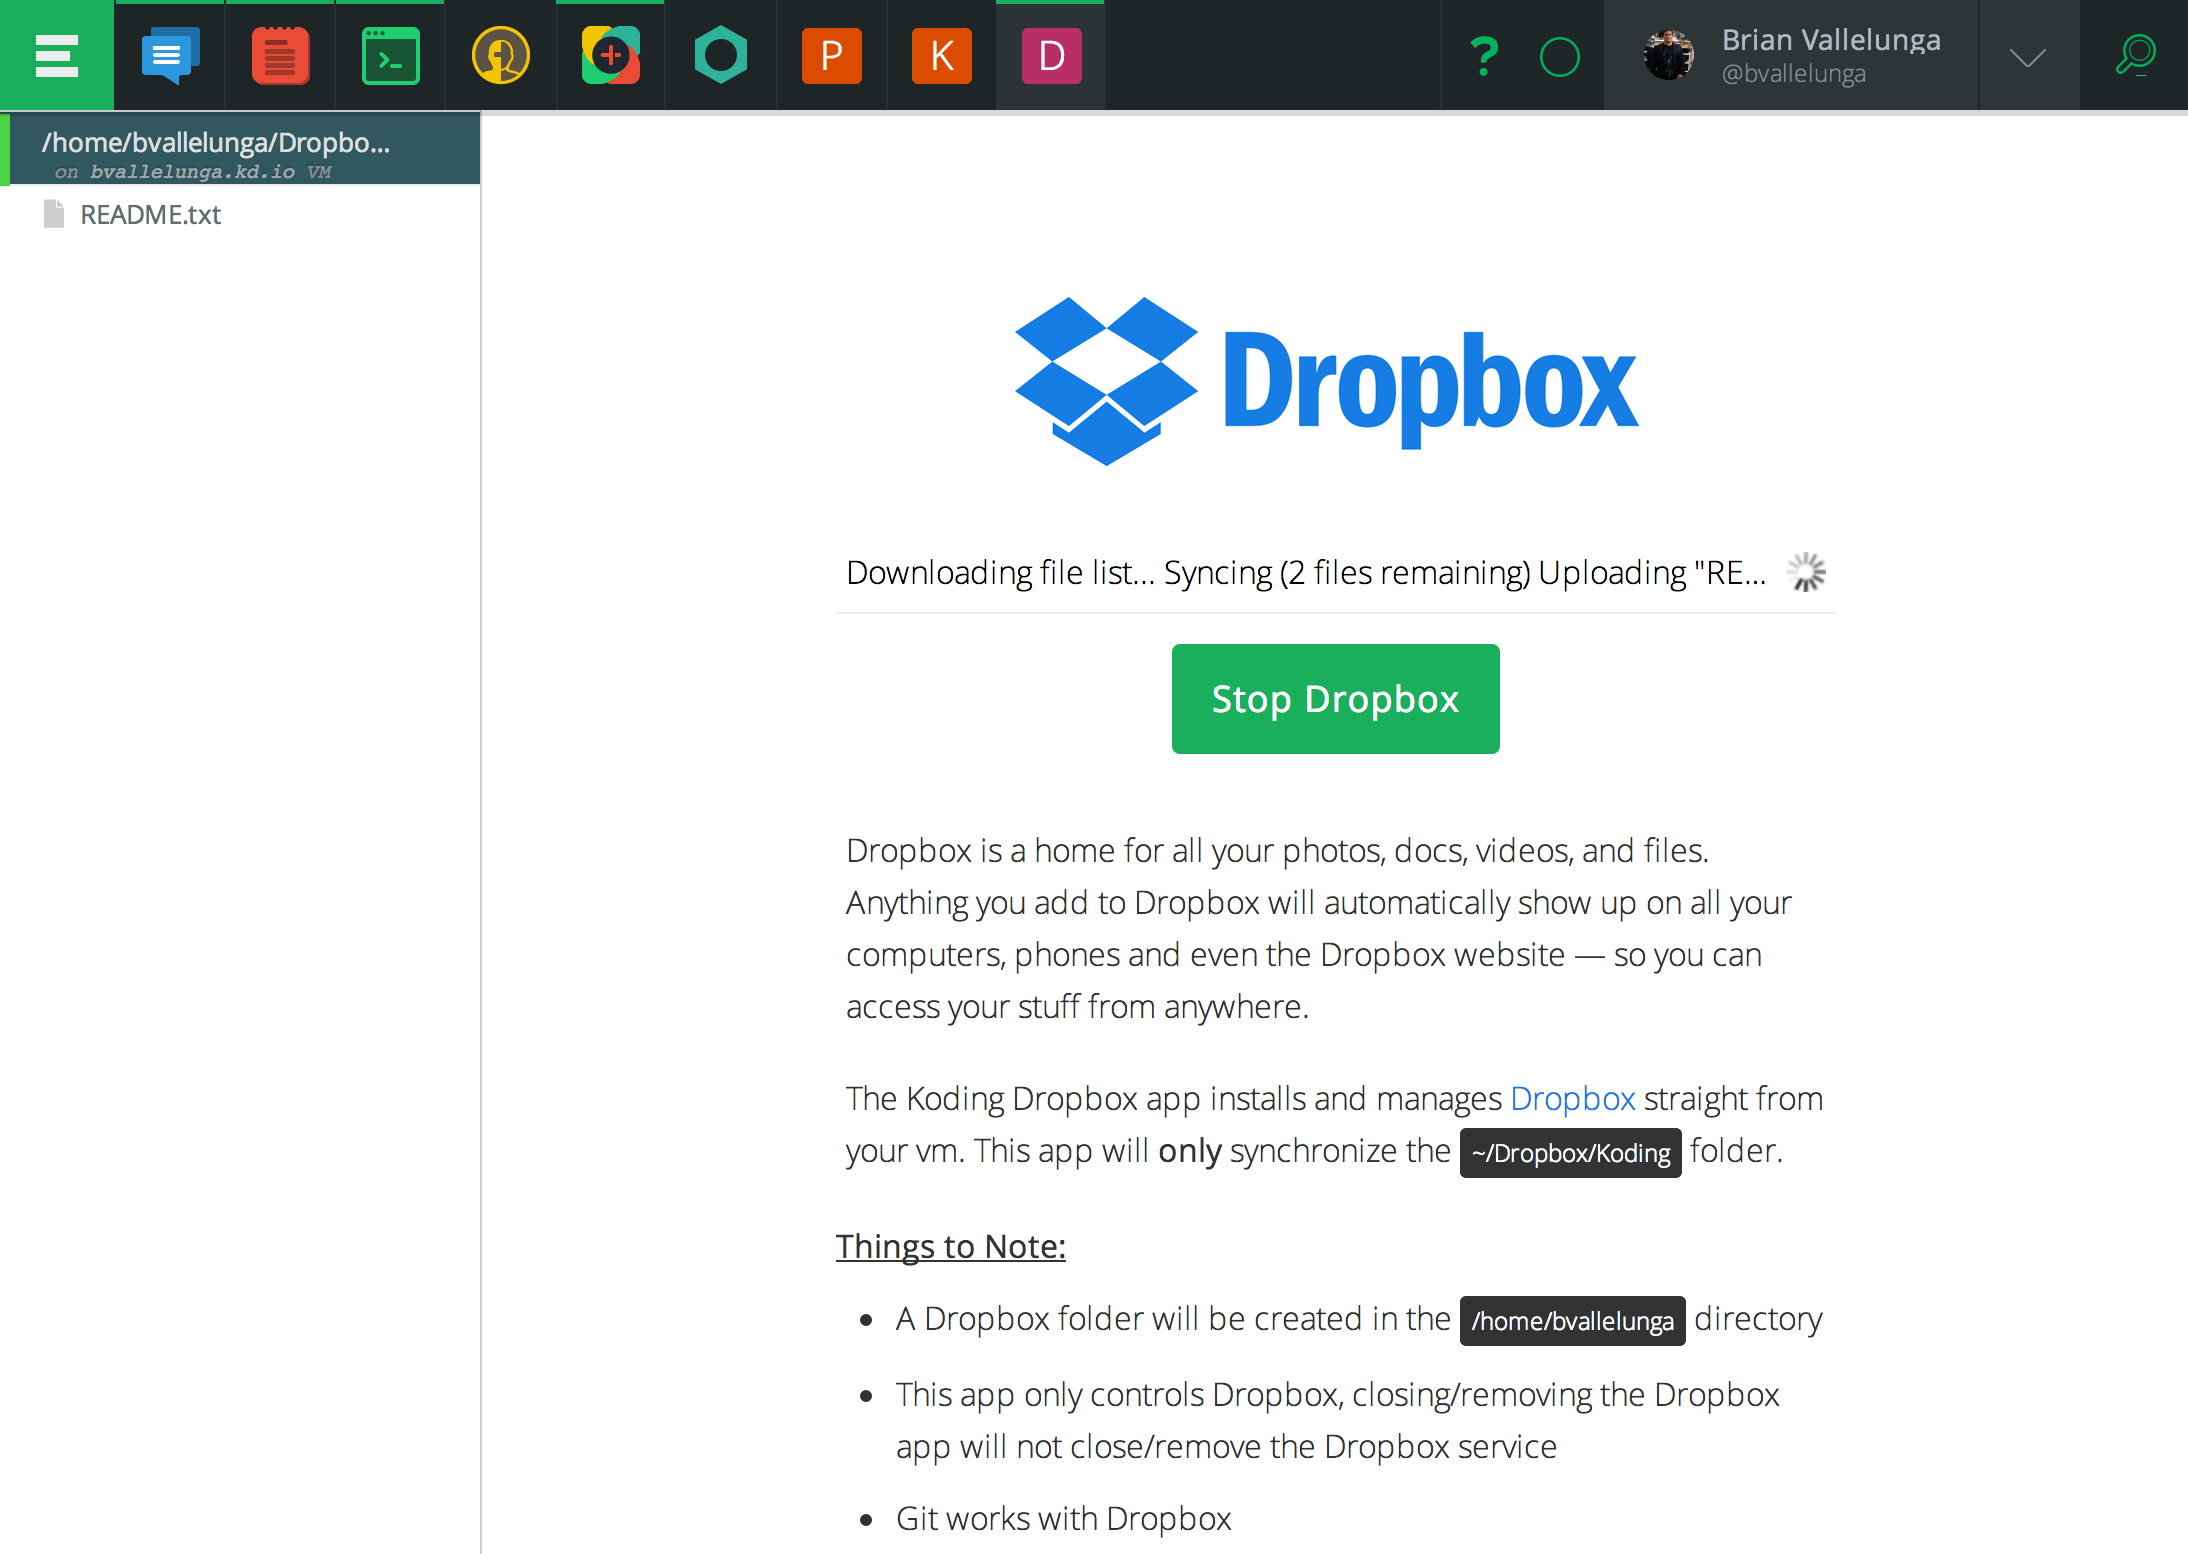 P
K
D
?
Brian Vallelunga
@bvallelunga
/home/bvallelunga/Dropbo...
on bvallelunga.kd.io VM
README.txt
Dropbox
Downloading file list... Syncing (2 files remaining) Uploading "RE...
Stop Dropbox
Dropbox is a home for all your photos, docs, videos, and files.
Anything you add to Dropbox will automatically show up on all your
computers, phones and even the Dropbox website — so you can
access your stuff from anywhere.
The Koding Dropbox app installs and manages Dropbox straight from
your vm. This app will only synchronize the ~/Dropbox/Koding folder.
Things to Note:
• A Dropbox folder will be created in the /home/bvallelunga directory
• This app only controls Dropbox, closing/removing the Dropbox
app will not close/remove the Dropbox service
• Git works with Dropbox